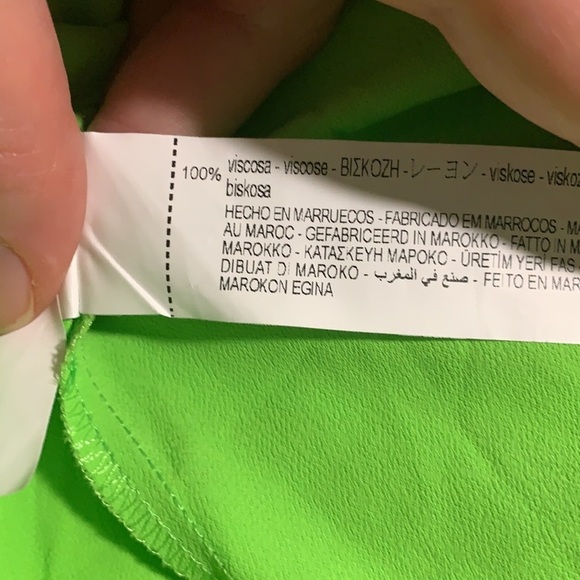 100% viscosa - viscose - ΒΙΣΚΟΖΗ - レーヨン - viskose -
biskosa
HECHO EN MARRUECOS - FABRICADO EM MARROCOS -
AU MAROC - GEFABRICEERD IN MAROKKO - FATTO IN
MAROKKO - ΚΑΤΑΣΚΕΥΗ ΜΑΡΟΚΟ - ÜRETİM YERİ FAS
DIBUAT DI MAROKO - صنع في المغرب - FEITO EN
MAROKON EGINA